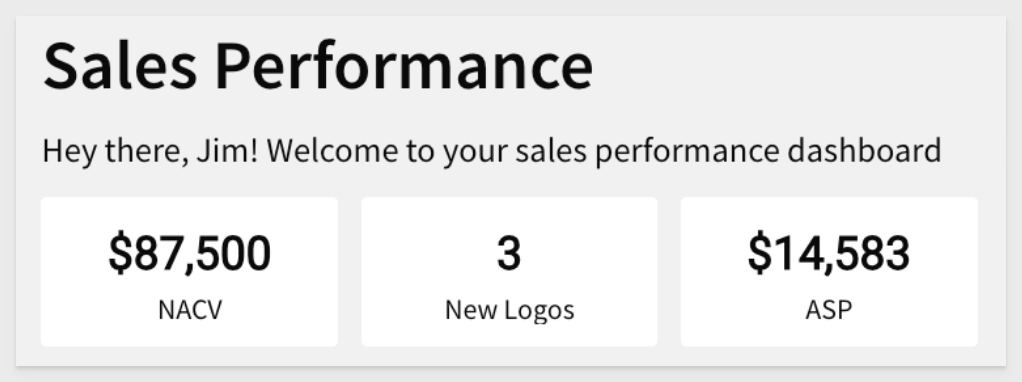 Sales Performance
Hey there, Jim! Welcome to your sales performance dashboard
$87,500
NACV
3
New Logos
$14,583
ASP